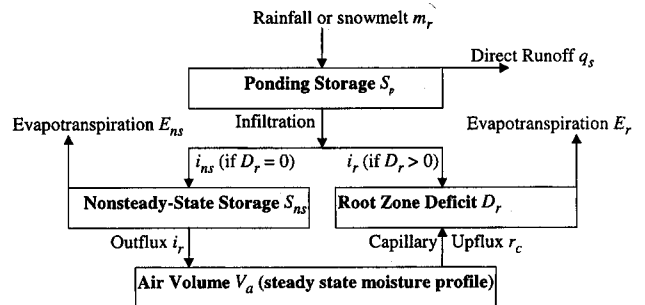 Rainfall or snowmelt m_r
Direct Runoff q_s
Ponding Storage S_p
Evapotranspiration E_ns
Infiltration
Evapotranspiration E_r
i_ns (if D_r = 0)
i_r (if D_r > 0)
Nonsteady-State Storage S_ns
Root Zone Deficit D_r
Outflux i_r
Capillary Upflux r_c
Air Volume V_a (steady state moisture profile)